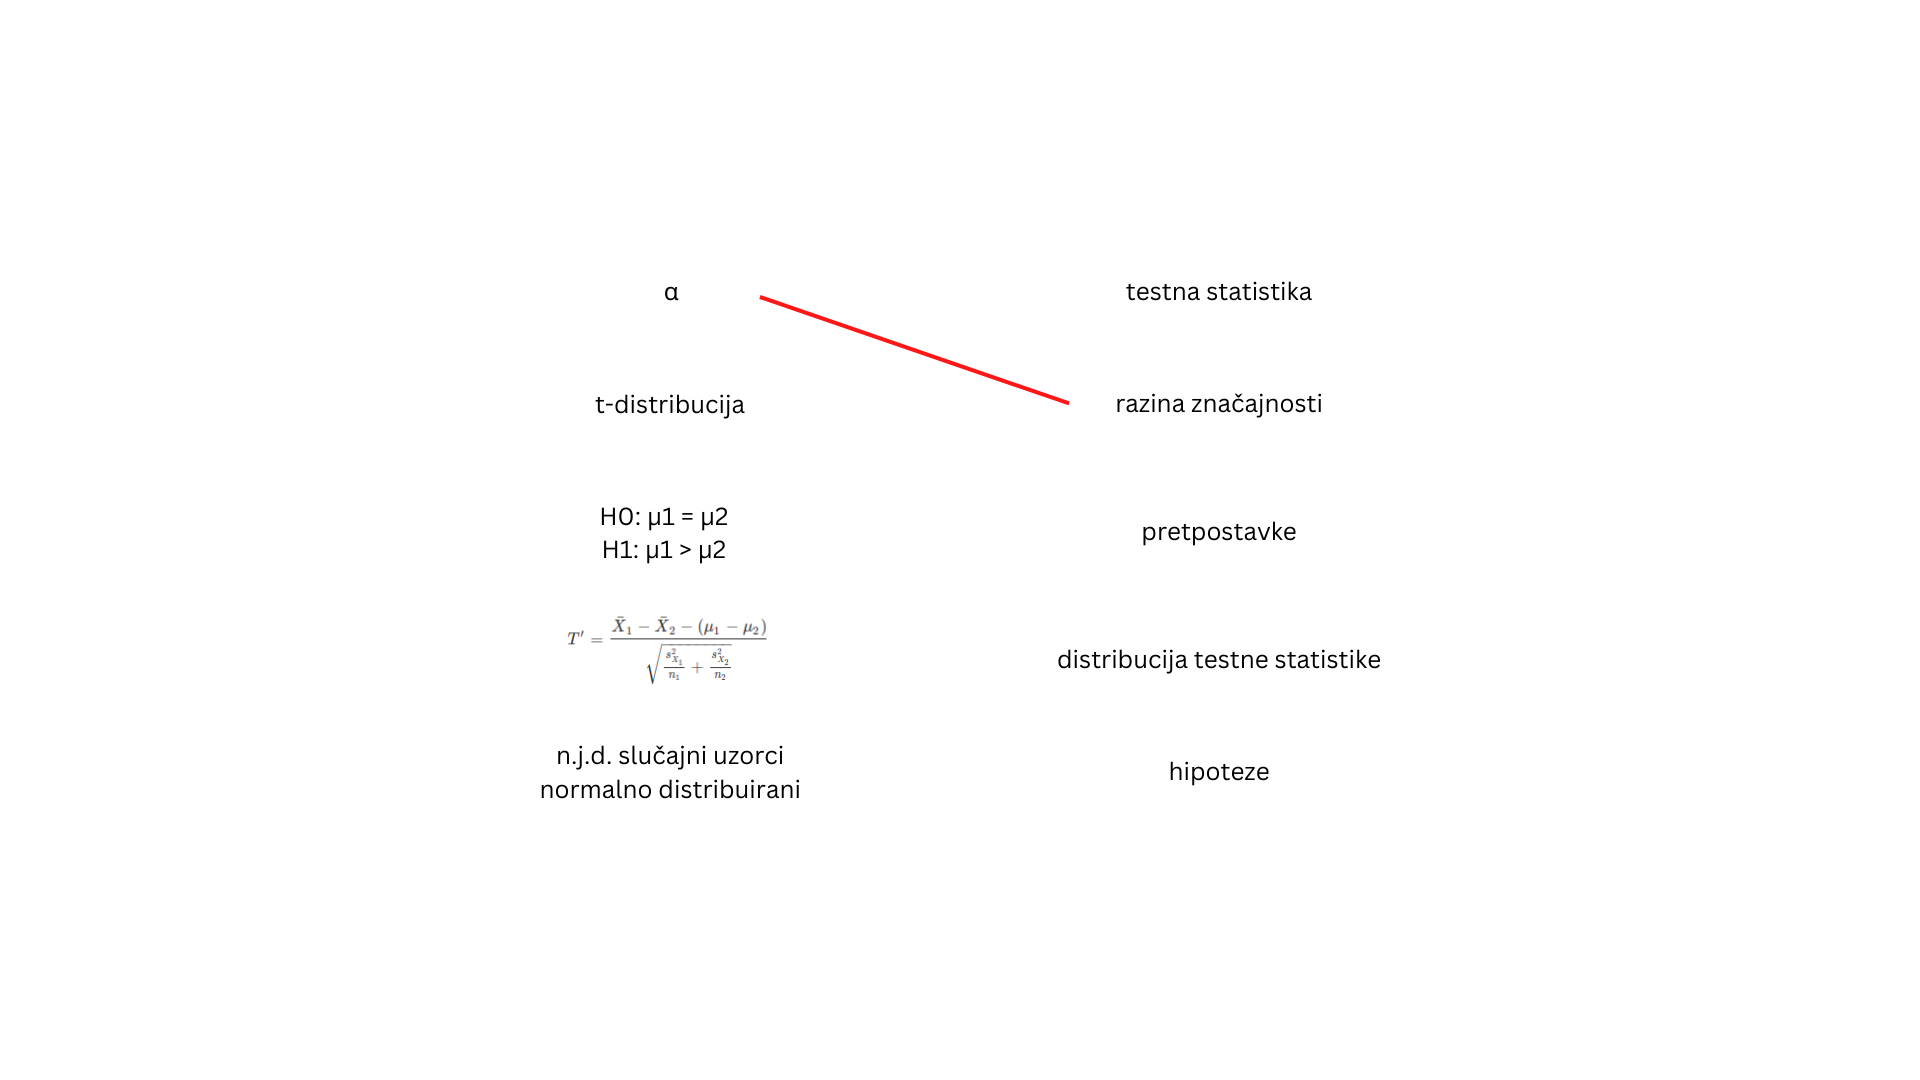 α
testna statistika
t-distribucija
razina značajnosti
H0: µ1 = µ2
H1: µ1 > µ2
pretpostavke
T' = \frac{\bar{X}_1 - \bar{X}_2 - (\mu_1 - \mu_2)}{\sqrt{\frac{s^2_{X_1}}{n_1} + \frac{s^2_{X_2}}{n_2}}}
distribucija testne statistike
n.j.d. slučajni uzorci
normalno distribuirani
hipoteze